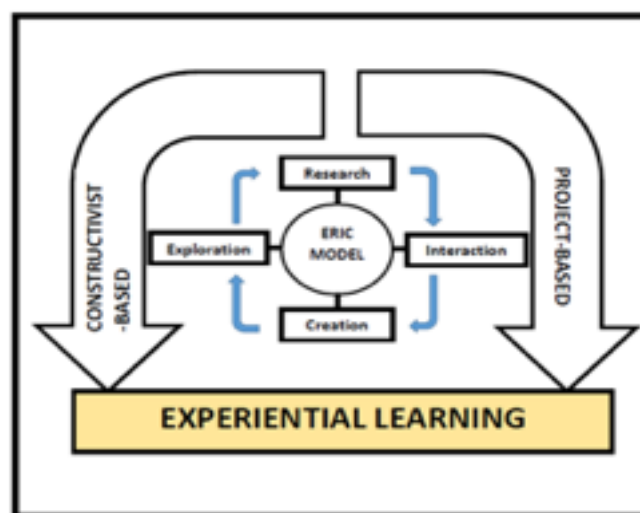 Research
CONSTRUCTIVIST
-BASED
Exploration
ERIC
MODEL
Interaction
PROJECT-BASED
Creation
EXPERIENTIAL LEARNING